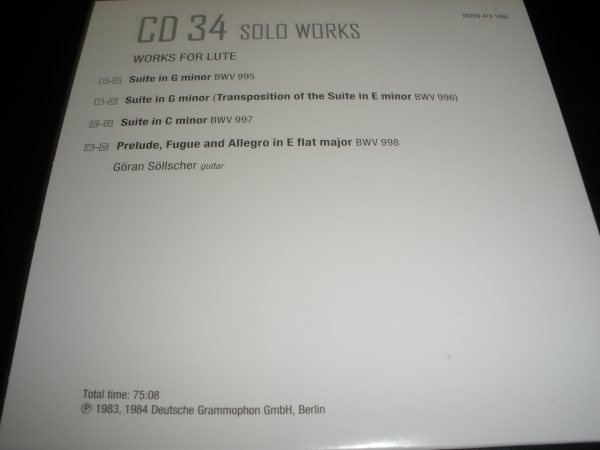 CD 34 SOLO WORKS
WORKS FOR LUTE
Suite in G minor BWV 995
Suite in G minor (Transposition of the Suite in E minor BWV 996)
Suite in C minor BWV 997
Prelude, Fugue and Allegro in E flat major BWV 998
Göran Söllscher guitar
Total time: 75:08
℗ 1983, 1984 Deutsche Grammophon GmbH, Berlin